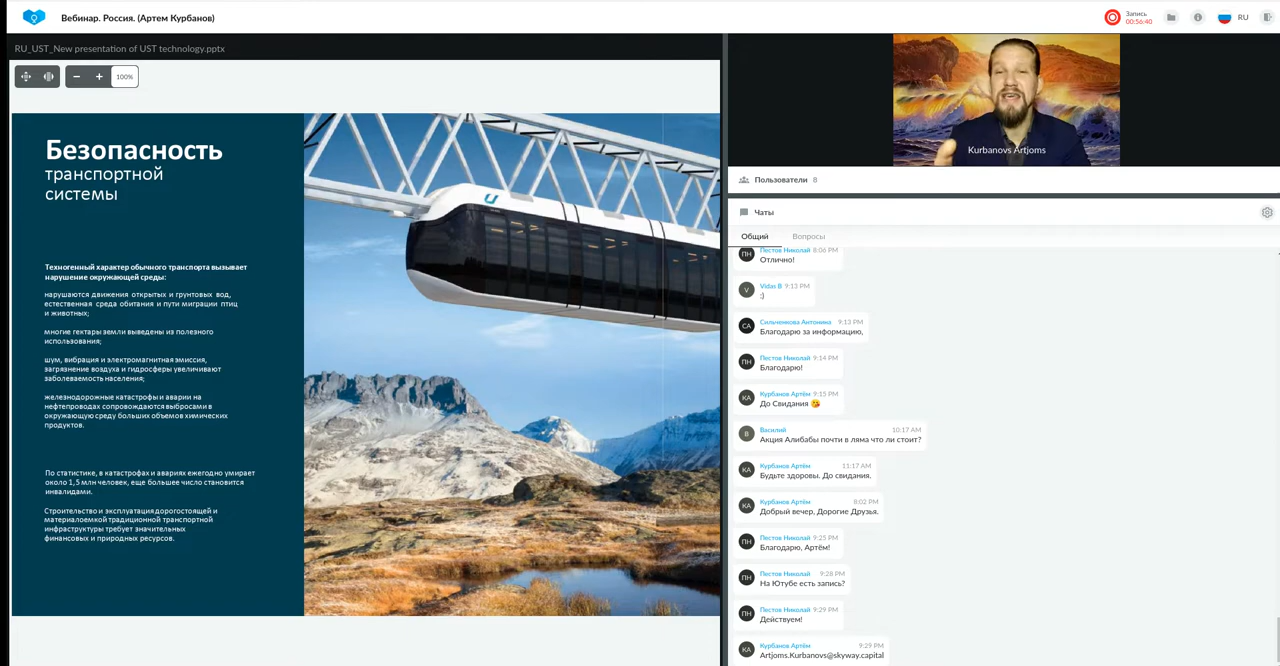 Вебинар. Россия. (Артем Курбанов)
Запись
00:56:40
RU
RU_UST_New presentation of UST technology.pptx
100%
Безопасность
транспортной
системы
Техногенный характер обычного транспорта вызывает
нарушение окружающей среды:
нарушаются движения открытых и грунтовых вод,
естественная среда обитания и пути миграции птиц
и животных;
многие гектары земли выведены из полезного
использования;
шум, вибрация и электромагнитная эмиссия,
загрязнение воздуха и гидросферы увеличивают
заболеваемость населения;
железнодорожные катастрофы и аварии на
нефтепроводах сопровождаются выбросами в
окружающую среду больших объемов химических
продуктов.
По статистике, в катастрофах и авариях ежегодно умирает
около 1,5 млн человек, еще большее число становится
инвалидами.
Строительство и эксплуатация дорогостоящей и
материалоемкой традиционной транспортной
инфраструктуры требует значительных
финансовых и природных ресурсов.
Kurbanovs Artjoms
Пользователи 8
Чаты
Общий Вопросы
ПН Пестов Николай 8:06 PM
Отлично!
V Vidas B 9:13 PM
:)
СА Сильченкова Антонина 9:13 PM
Благодарю за информацию,
ПН Пестов Николай 9:14 PM
Благодарю!
КА Курбанов Артём 9:15 PM
До Свидания 😘
В Василий 10:17 AM
Акция Алибабы почти в ляма что ли стоит?
КА Курбанов Артём 11:17 AM
Будьте здоровы. До свидания.
КА Курбанов Артём 8:02 PM
Добрый вечер, Дорогие Друзья.
ПН Пестов Николай 9:25 PM
Благодарю, Артём!
ПН Пестов Николай 9:28 PM
На Ютубе есть запись?
ПН Пестов Николай 9:29 PM
Действуем!
КА Курбанов Артём 9:29 PM
Artjoms.Kurbanovs@skyway.capital